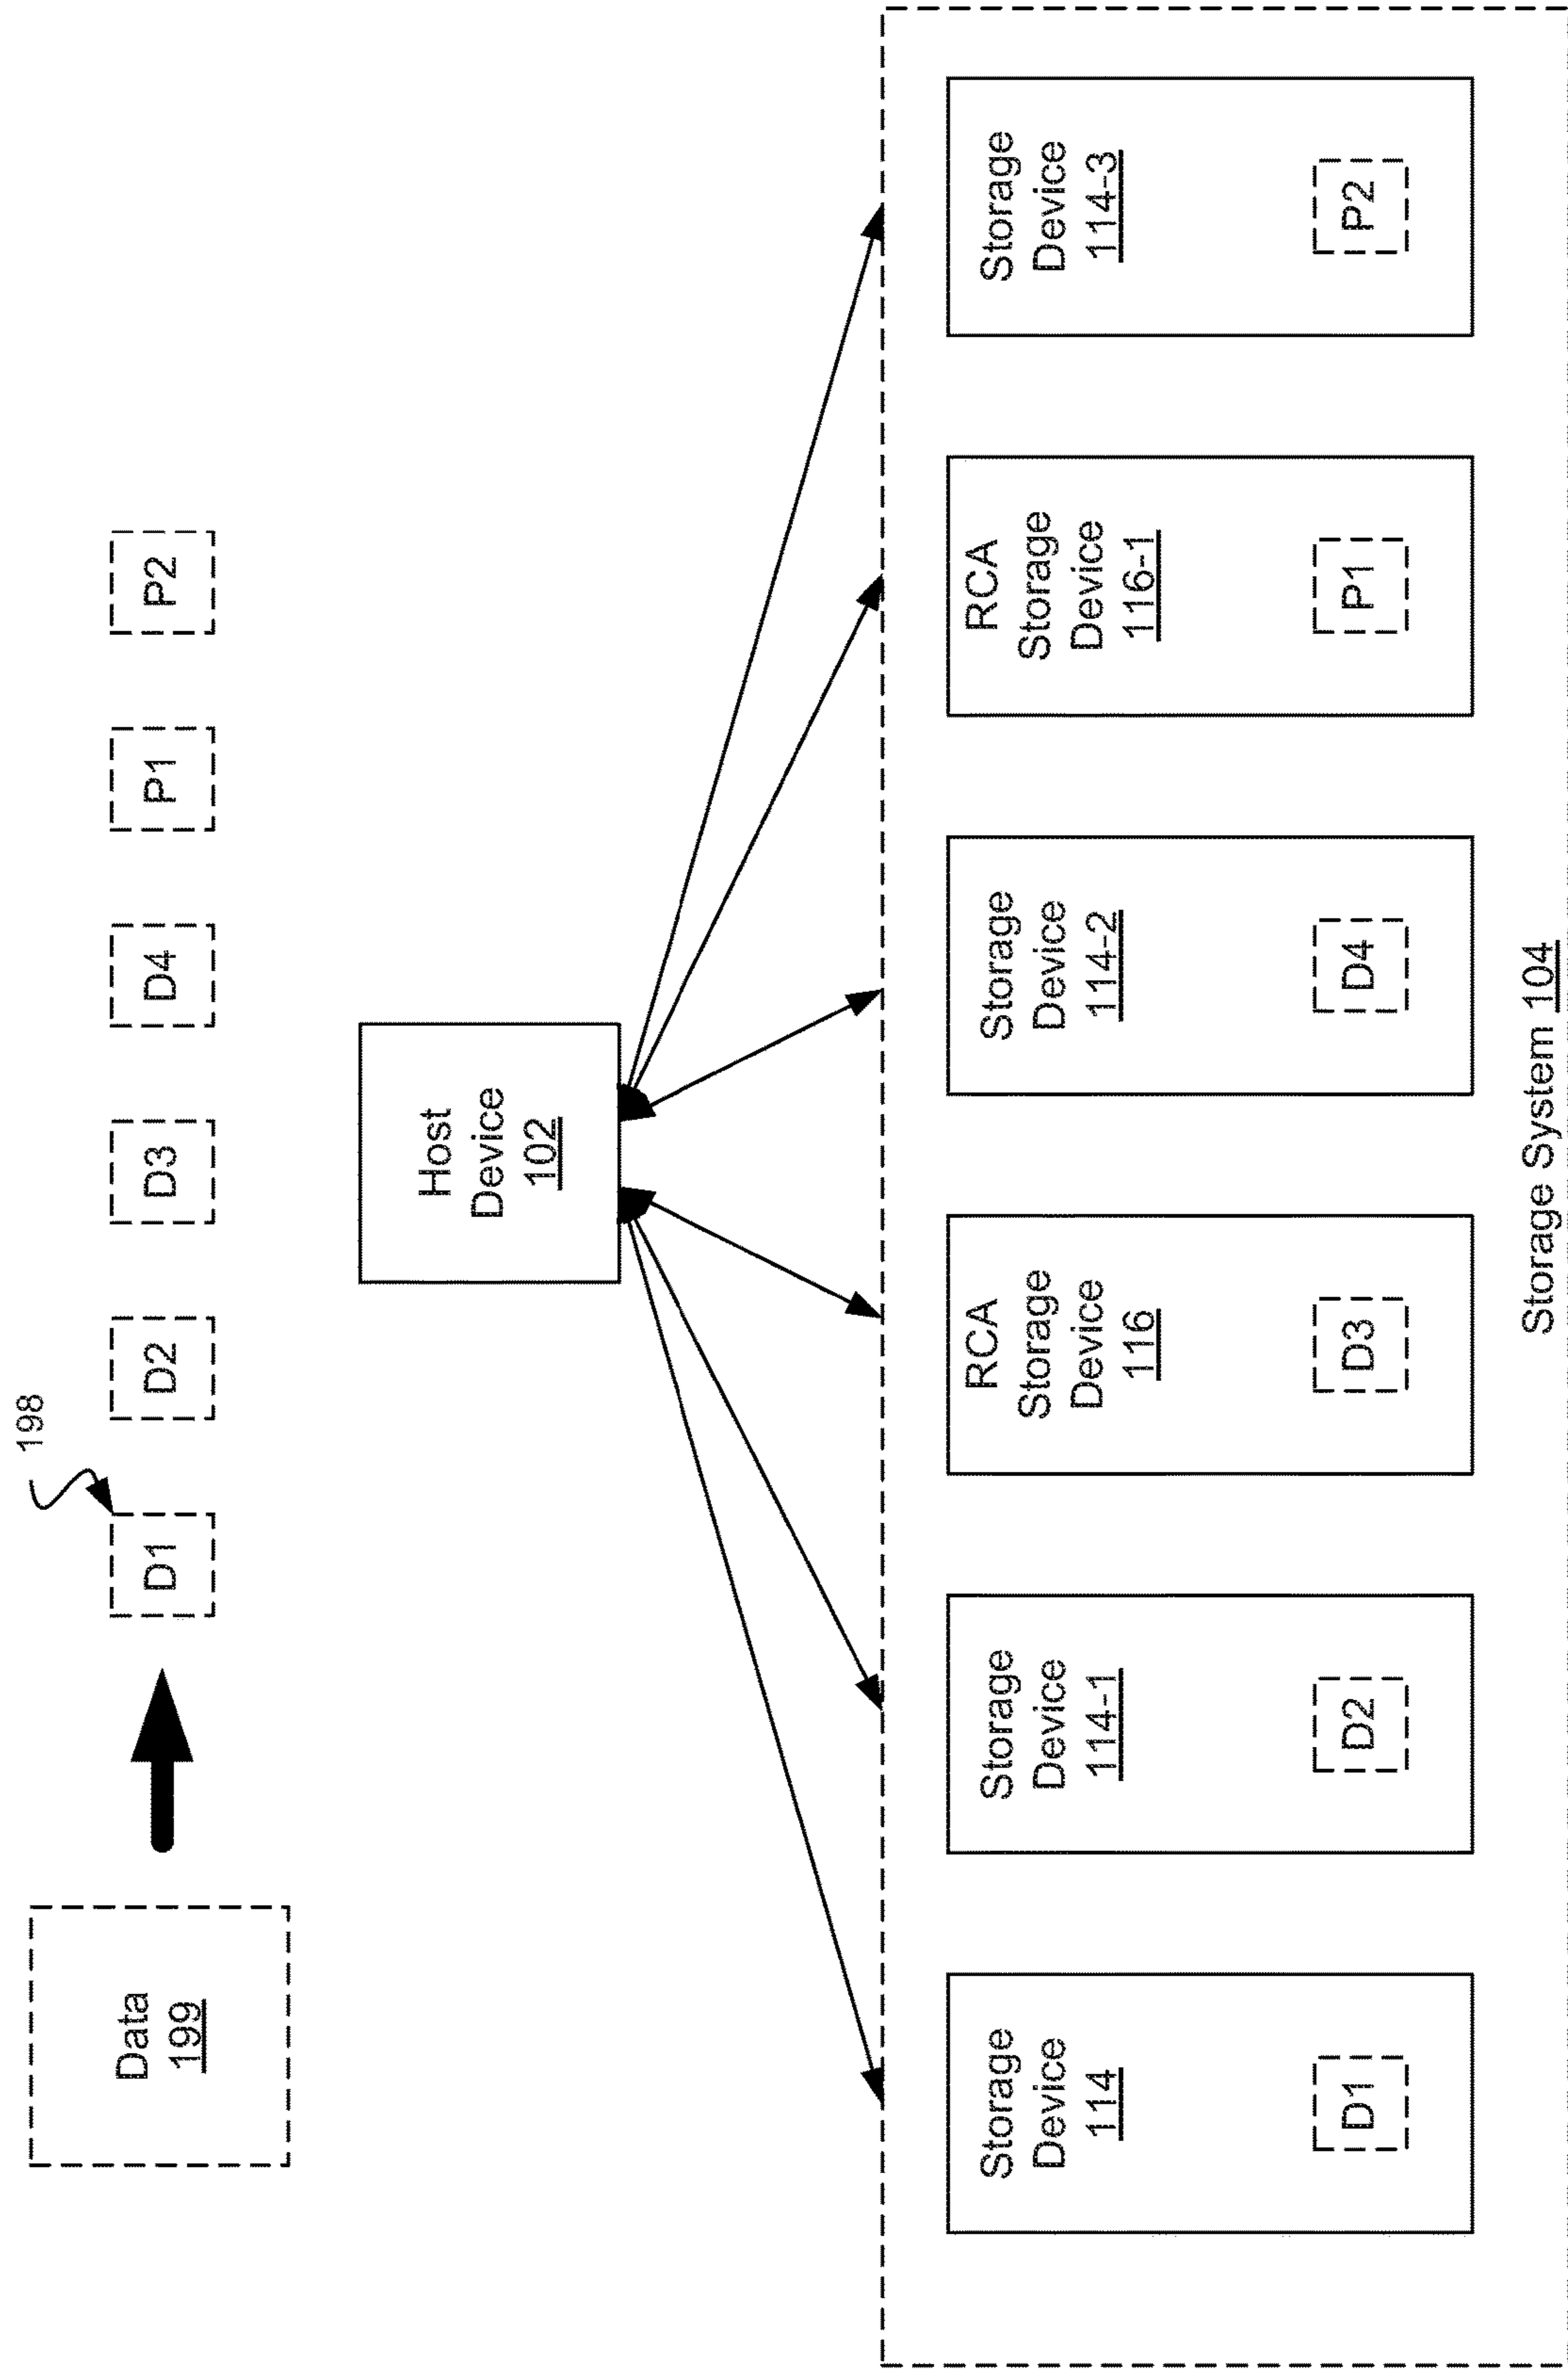 198
Data
199
D1
D2
D3
D4
P1
P2
Host
Device
102
Storage
Device
114
D1
Storage
Device
114-1
D2
RCA
Storage
Device
116
D3
Storage
Device
114-2
D4
RCA
Storage
Device
116-1
P1
Storage
Device
114-3
P2
Storage System 104